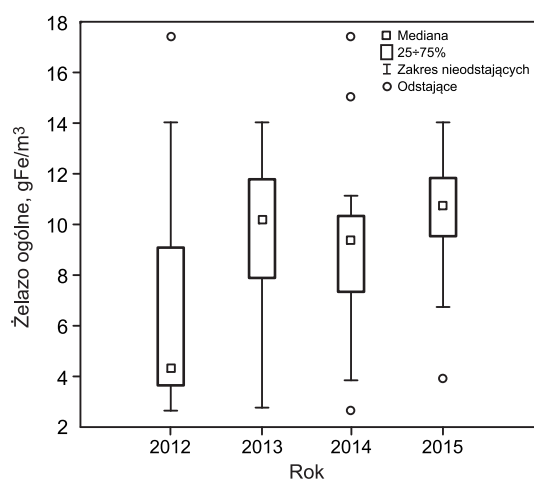 Żelazo ogólne, gFe/m3
18
16
14
12
10
8
6
4
2
Mediana
25÷75%
Zakres nieodstających
Odstające
2012 2013 2014 2015
Rok